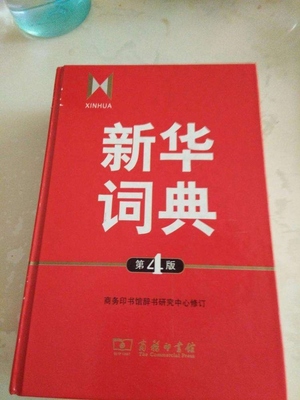 XINHUA
新华
词典
第4版
商务印书馆辞书研究中心修订
商务印书馆
The Commercial Press